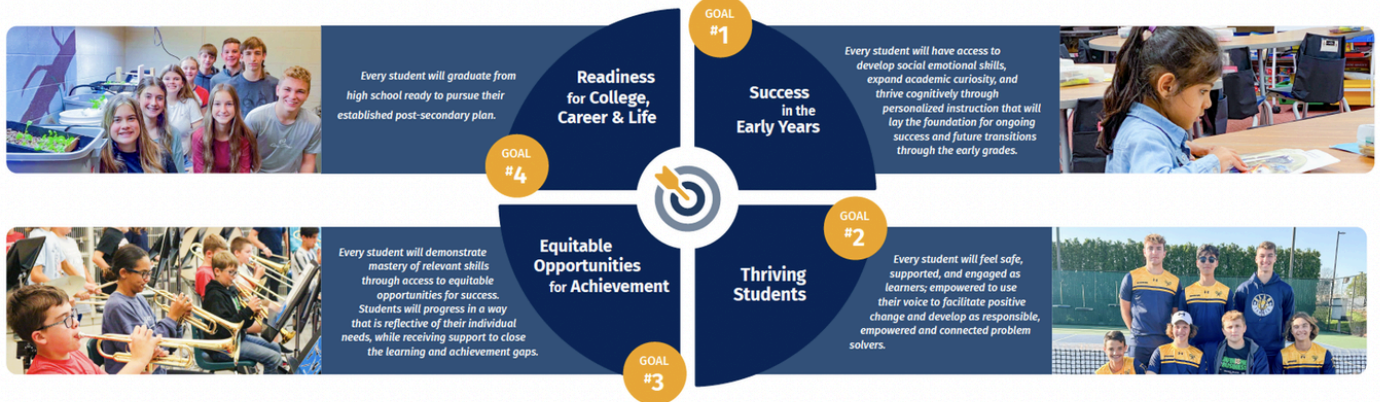 GOAL
#1
Success
in the
Early Years
Every student will have access to
develop social emotional skills,
expand academic curiosity, and
thrive cognitively through
personalized instruction that will
lay the foundation for ongoing
success and future transitions
through the early grades.
GOAL
#2
Thriving
Students
Every student will feel safe,
supported, and engaged as
learners; empowered to use
their voice to facilitate positive
change and develop as responsible,
empowered and connected problem
solvers.
GOAL
#3
Equitable
Opportunities
for Achievement
Every student will demonstrate
mastery of relevant skills
through access to equitable
opportunities for success.
Students will progress in a way
that is reflective of their individual
needs, while receiving support to close
the learning and achievement gaps.
GOAL
#4
Readiness
for College,
Career & Life
Every student will graduate from
high school ready to pursue their
established post-secondary plan.